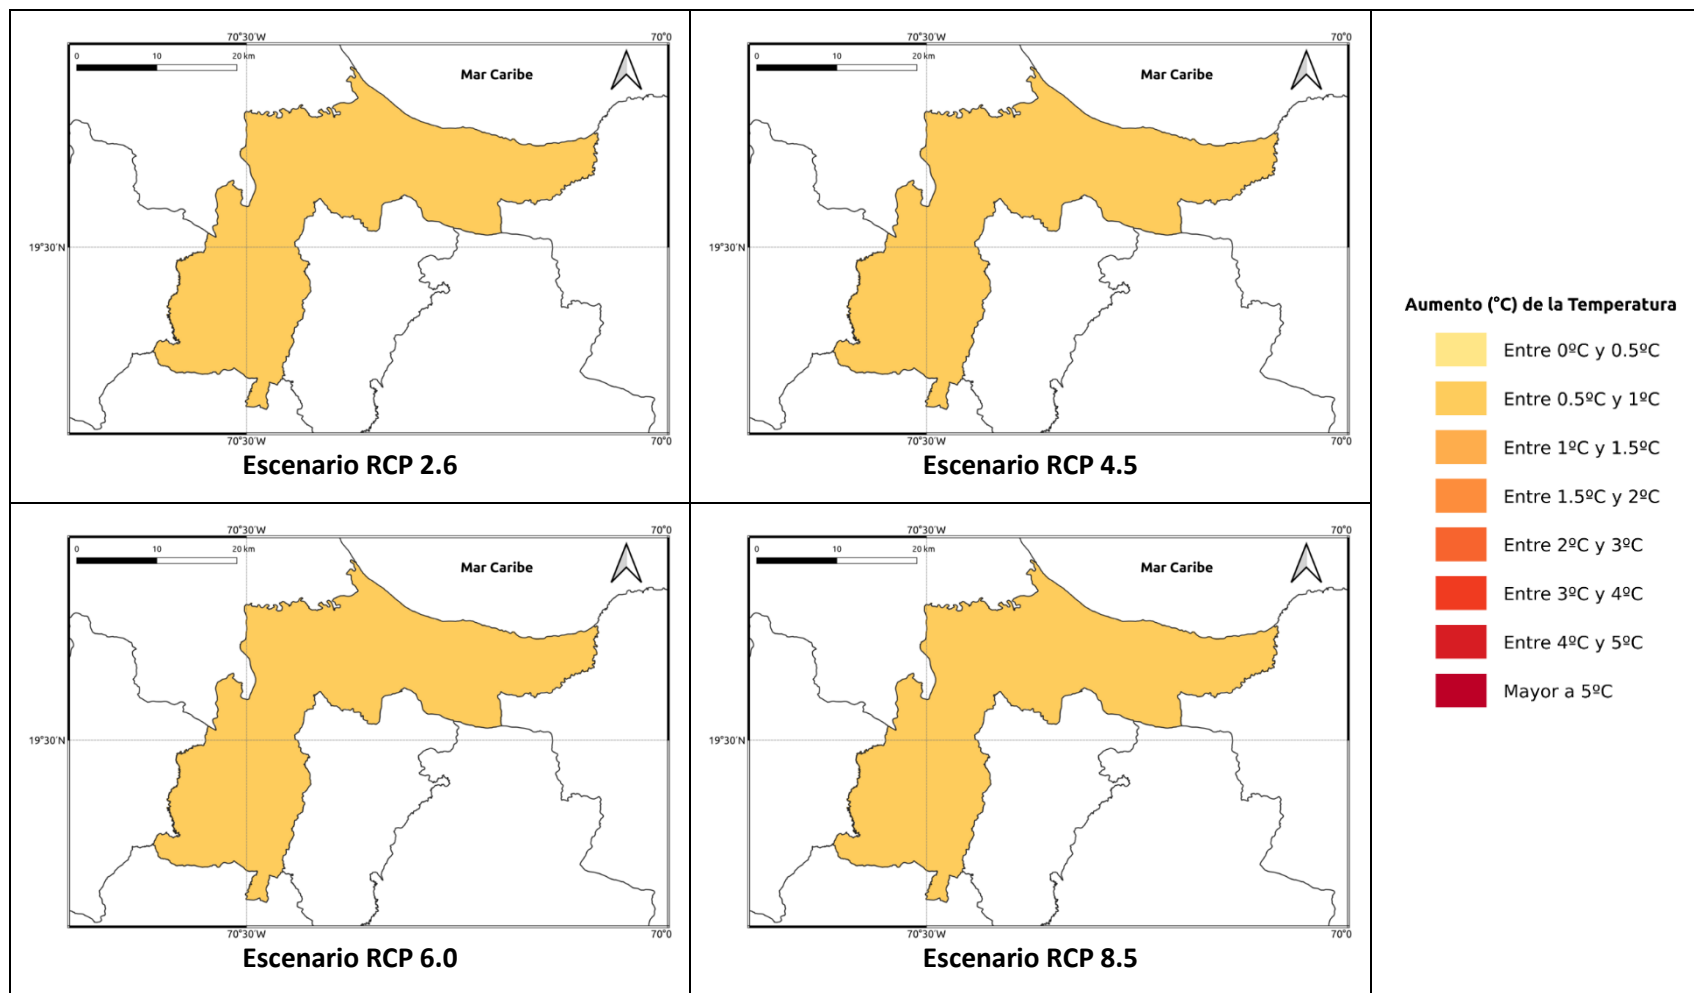 70°30'W
70°0
0
10
20 km
Mar Caribe
19°30'N
70°30'W
70°0
Escenario RCP 2.6
70°30'W
70°0
0
10
20 km
Mar Caribe
19°30'N
70°30'W
70°0
Escenario RCP 4.5
Aumento (°C) de la Temperatura
Entre 0ºC y 0.5ºC
Entre 0.5ºC y 1ºC
Entre 1ºC y 1.5ºC
Entre 1.5ºC y 2ºC
Entre 2ºC y 3ºC
Entre 3ºC y 4ºC
Entre 4ºC y 5ºC
Mayor a 5ºC
70°30'W
70°0
0
10
20 km
Mar Caribe
19°30'N
70°30'W
70°0
Escenario RCP 6.0
70°30'W
70°0
0
10
20 km
Mar Caribe
19°30'N
70°30'W
70°0
Escenario RCP 8.5